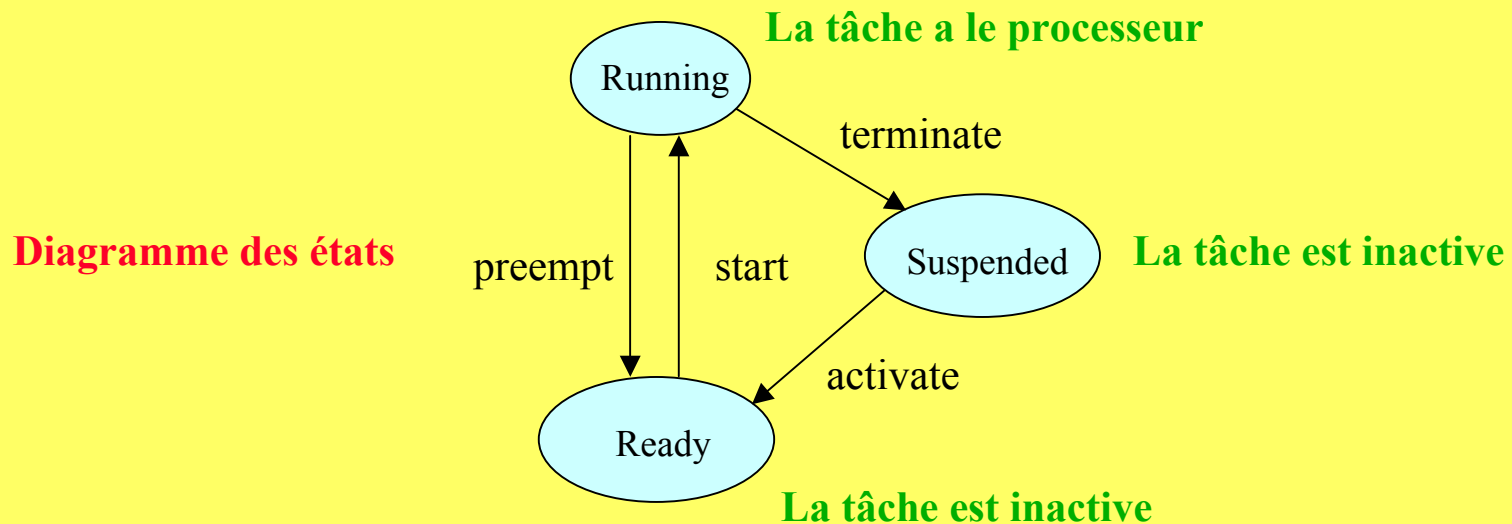 La tâche a le processeur
Running
terminate
Diagramme des états
preempt
start
Suspended
La tâche est inactive
activate
Ready
La tâche est inactive